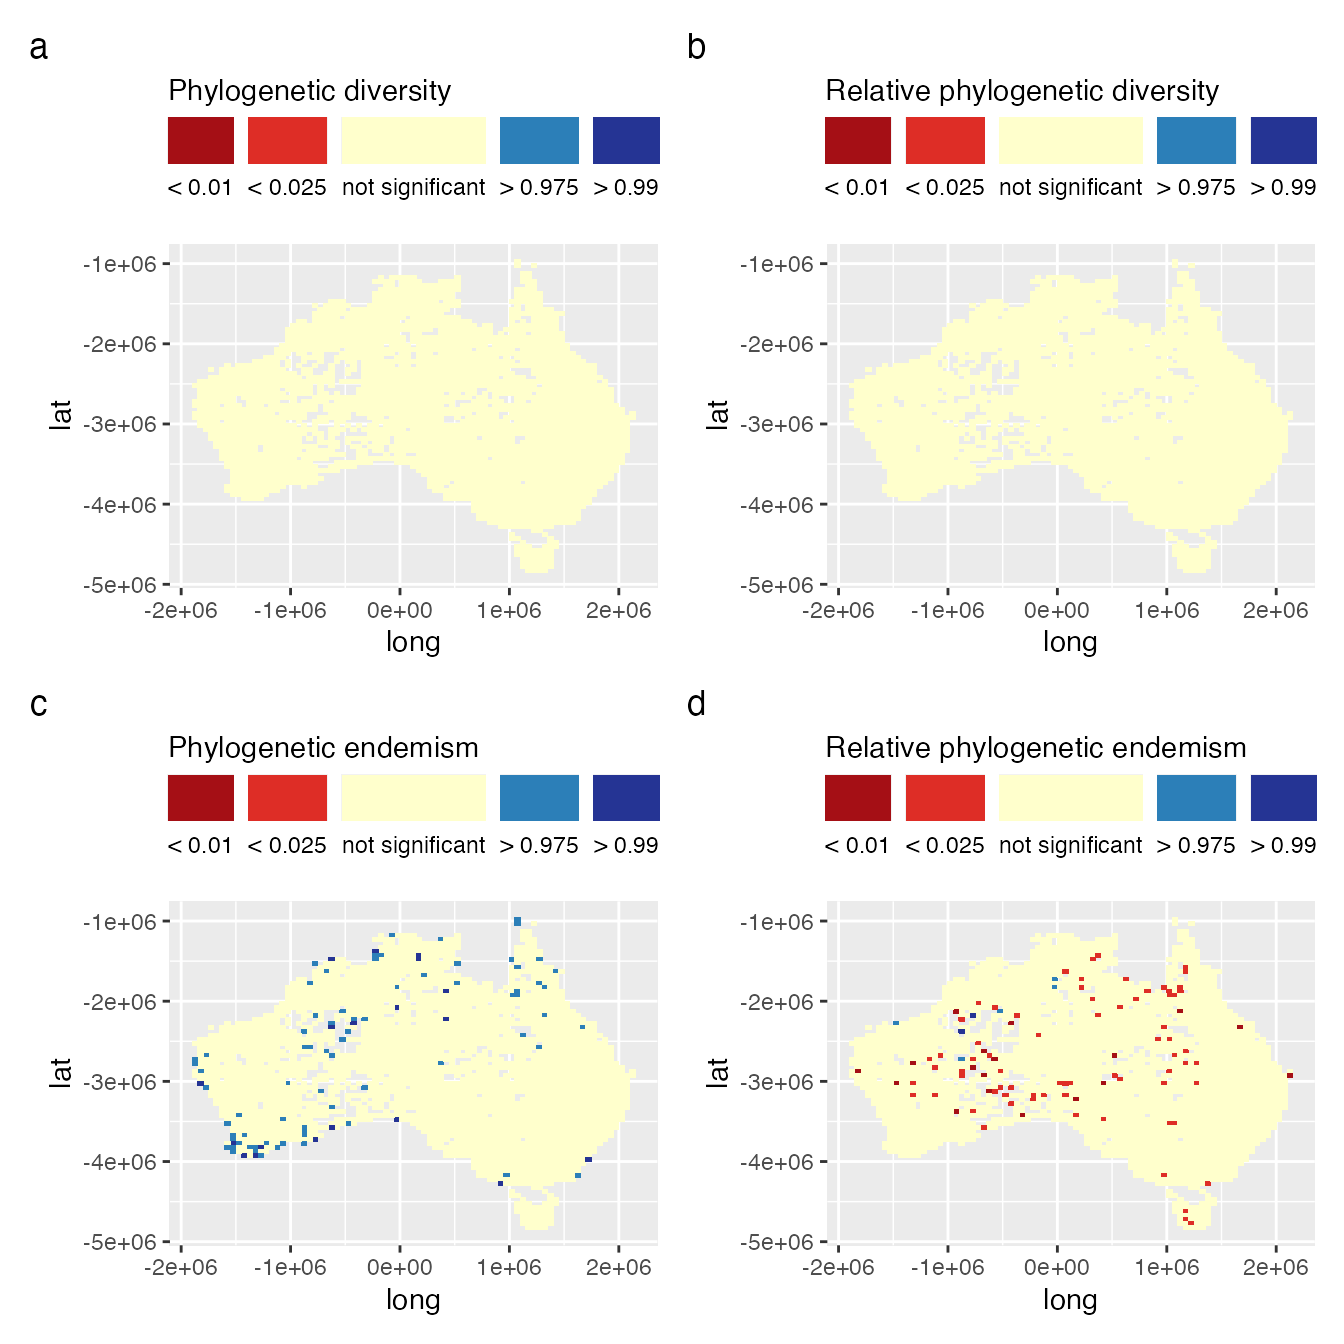 a
Phylogenetic diversity
< 0.01 < 0.025 not significant > 0.975 > 0.99
-1e+06
-2e+06
-3e+06
-4e+06
-5e+06
lat
-2e+06 -1e+06 0e+00 1e+06 2e+06
long
b
Relative phylogenetic diversity
< 0.01 < 0.025 not significant > 0.975 > 0.99
-1e+06
-2e+06
-3e+06
-4e+06
-5e+06
lat
-2e+06 -1e+06 0e+00 1e+06 2e+06
long
c
Phylogenetic endemism
< 0.01 < 0.025 not significant > 0.975 > 0.99
-1e+06
-2e+06
-3e+06
-4e+06
-5e+06
lat
-2e+06 -1e+06 0e+00 1e+06 2e+06
long
d
Relative phylogenetic endemism
< 0.01 < 0.025 not significant > 0.975 > 0.99
-1e+06
-2e+06
-3e+06
-4e+06
-5e+06
lat
-2e+06 -1e+06 0e+00 1e+06 2e+06
long